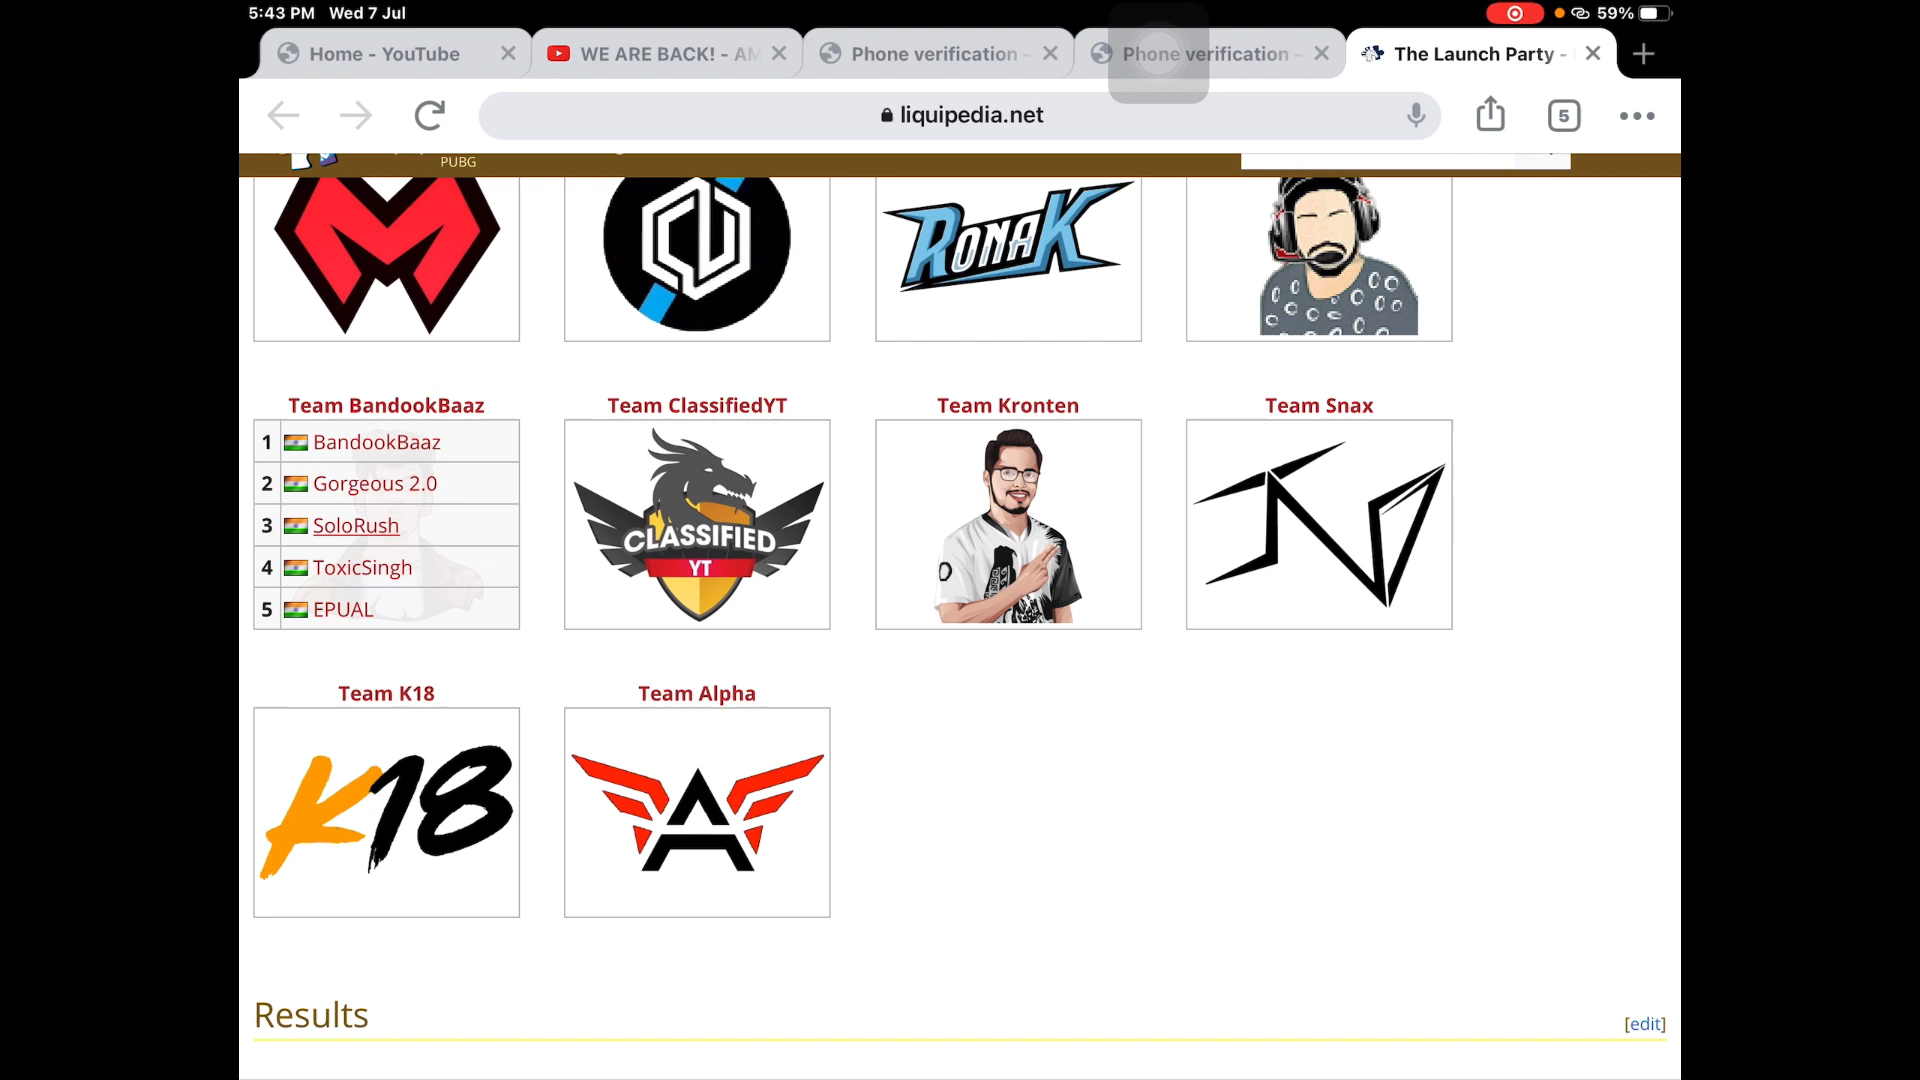 5:43 PM Wed 7 Jul
59%
Home - YouTube
WE ARE BACK! - AM
Phone verification -
Phone verification -
The Launch Party -
liquipedia.net
5
PUBG
RONAK
Team BandookBaaz
1 BandookBaaz
2 Gorgeous 2.0
3 SoloRush
4 ToxicSingh
5 EPUAL
Team ClassifiedYT
CLASSIFIED
YT
Team Kronten
Team Snax
Team K18
K18
Team Alpha
A
Results
[edit]